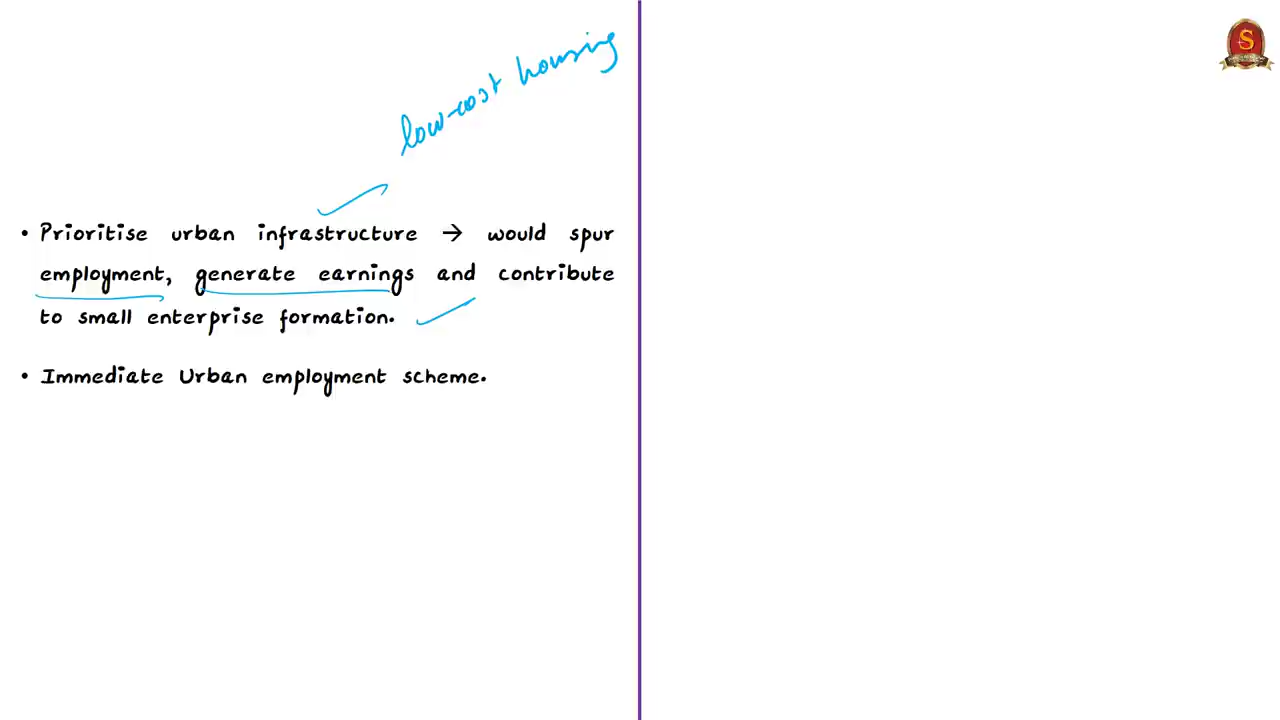 low-cost housing
• Prioritise urban infrastructure → would spur
employment, generate earnings and contribute
to small enterprise formation.
• Immediate Urban employment scheme.
S